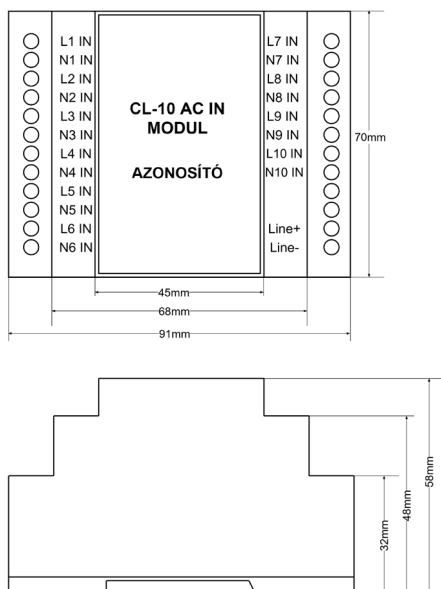 L1 IN
N1 IN
L2 IN
N2 IN
L3 IN
N3 IN
L4 IN
N4 IN
L5 IN
N5 IN
L6 IN
N6 IN
CL-10 AC IN
MODUL
AZONOSÍTÓ
L7 IN
N7 IN
L8 IN
N8 IN
L9 IN
N9 IN
L10 IN
N10 IN
Line+
Line-
70mm
45mm
68mm
91mm
58mm
48mm
32mm